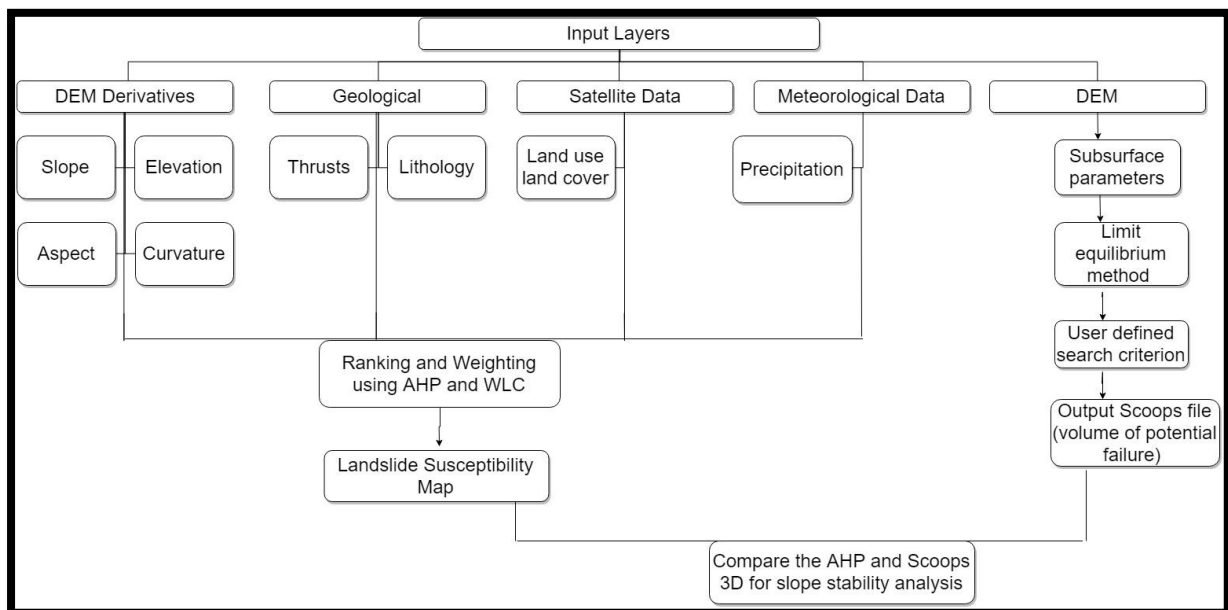 Input Layers
DEM Derivatives
Geological
Satellite Data
Meteorological Data
DEM
Slope
Elevation
Thrusts
Lithology
Land use
land cover
Precipitation
Subsurface
parameters
Aspect
Curvature
Limit
equilibrium
method
User defined
search criterion
Ranking and Weighting
using AHP and WLC
Output Scoops file
(volume of potential
failure)
Landslide Susceptibility
Map
Compare the AHP and Scoops
3D for slope stability analysis